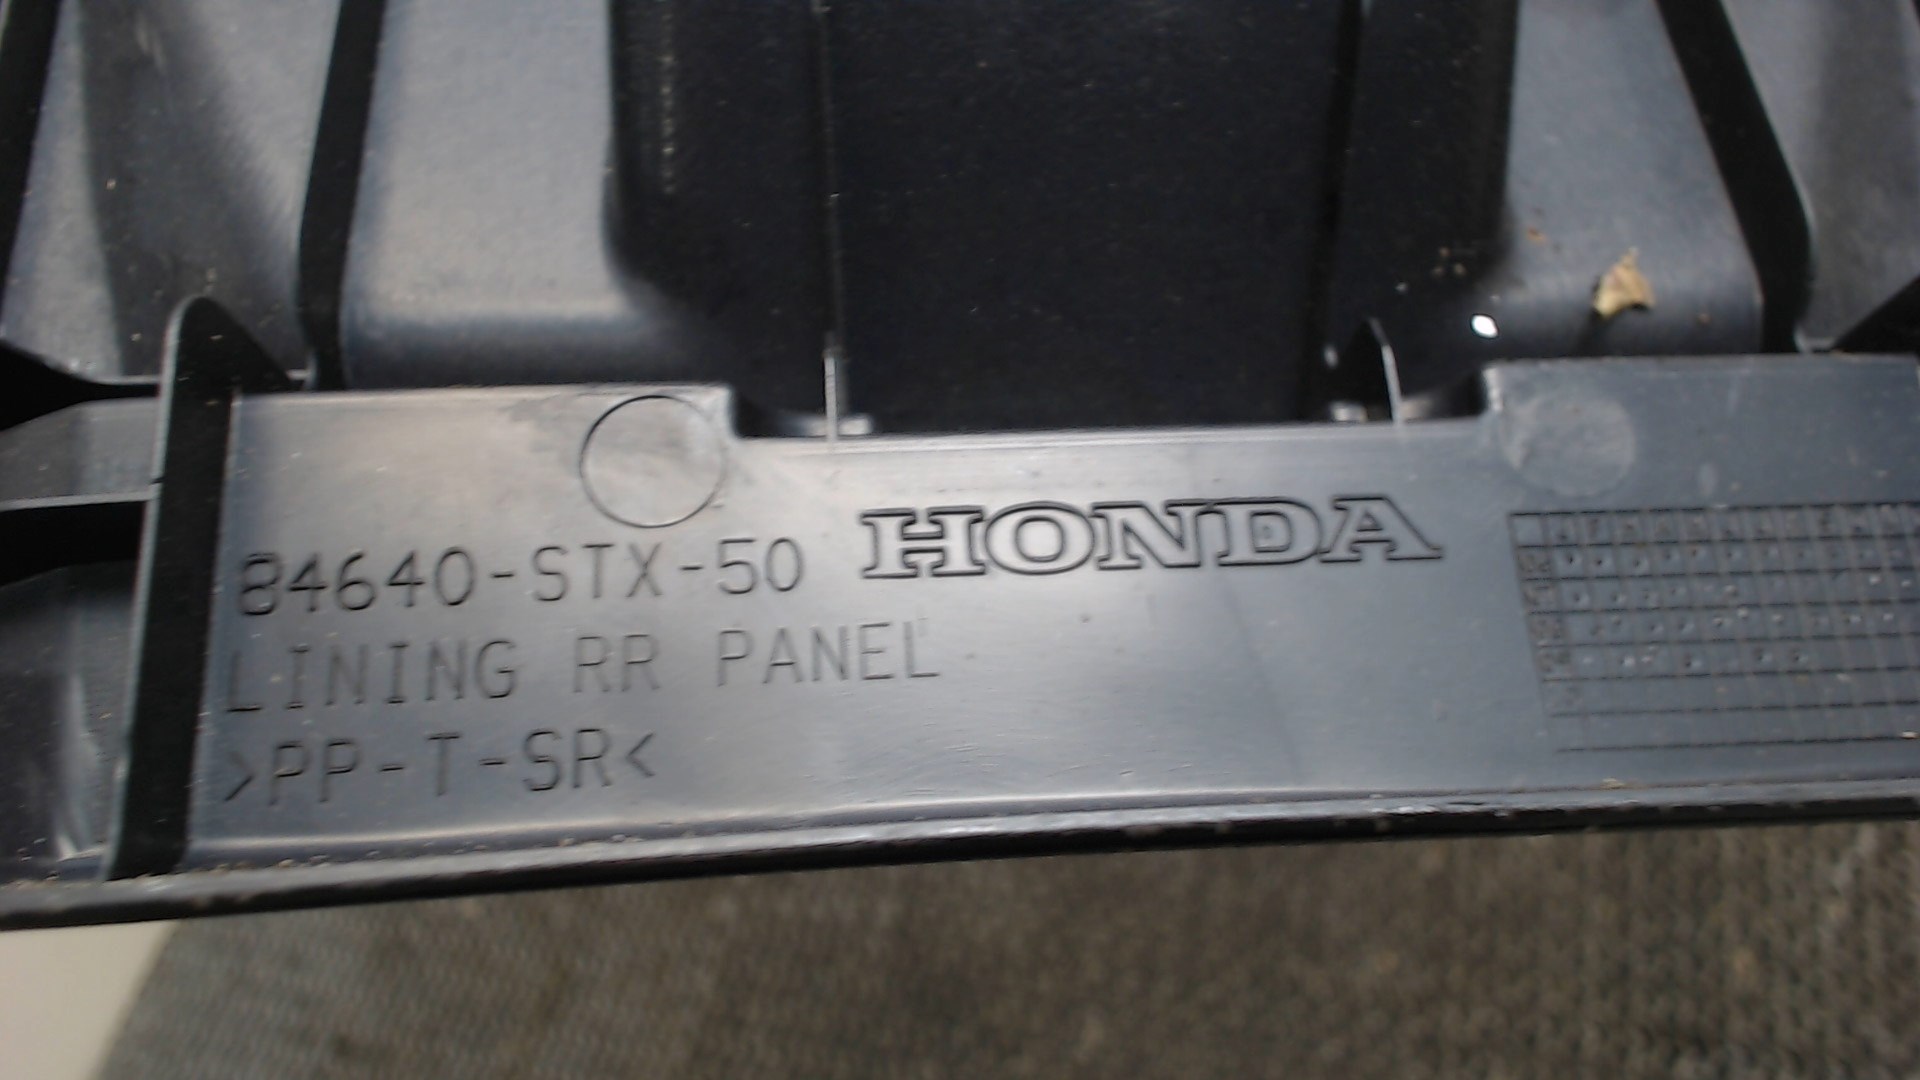 84640-STX-50 HONDA
LINING RR PANEL
>PP-T-SR<